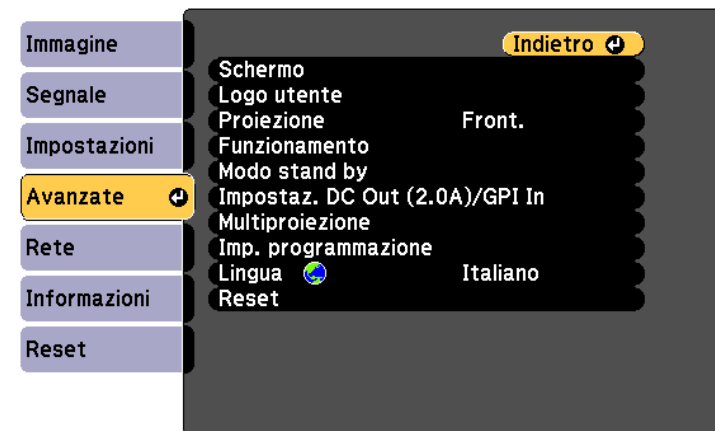 Immagine
Segnale
Impostazioni
Avanzate
Rete
Informazioni
Reset
Indietro
Schermo
Logo utente
Proiezione Front.
Funzionamento
Modo stand by
Impostaz. DC Out (2.0A)/GPI In
Multiproiezione
Imp. programmazione
Lingua Italiano
Reset